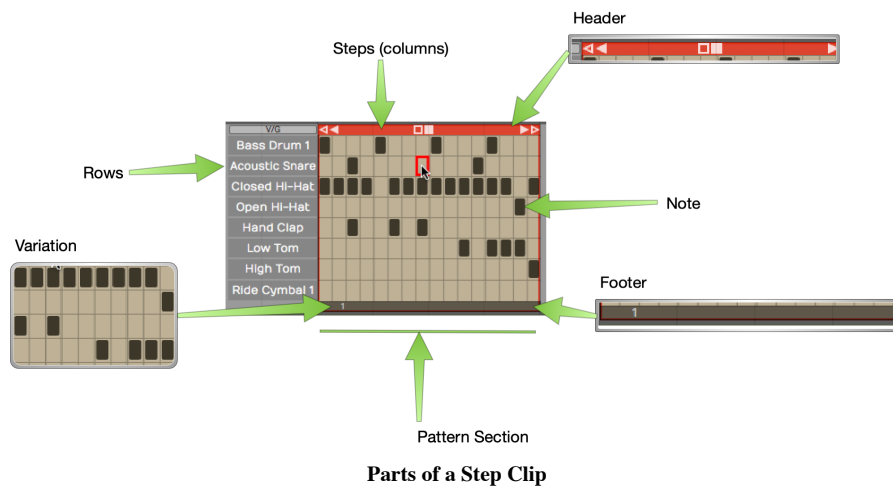 Header
Steps (columns)
V/G
Bass Drum 1
Acoustic Snare
Rows
Closed Hi-Hat
Open Hi-Hat
Note
Hand Clap
Variation
Low Tom
High Tom
Footer
Ride Cymbal 1
1
1
Pattern Section
Parts of a Step Clip